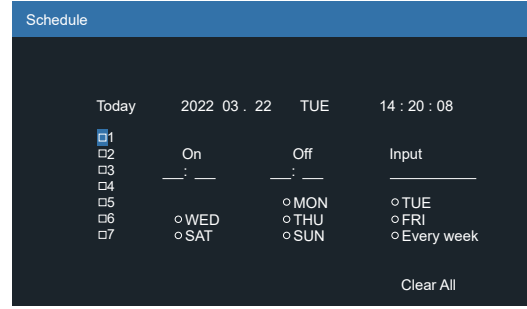 Schedule
Today 2022 03 . 22 TUE 14 : 20 : 08
□1
□2 On Off Input
□3 __: __ __: __ ________
□4
□5 ○ MON ○ TUE
□6 ○ WED ○ THU ○ FRI
□7 ○ SAT ○ SUN ○ Every week
Clear All